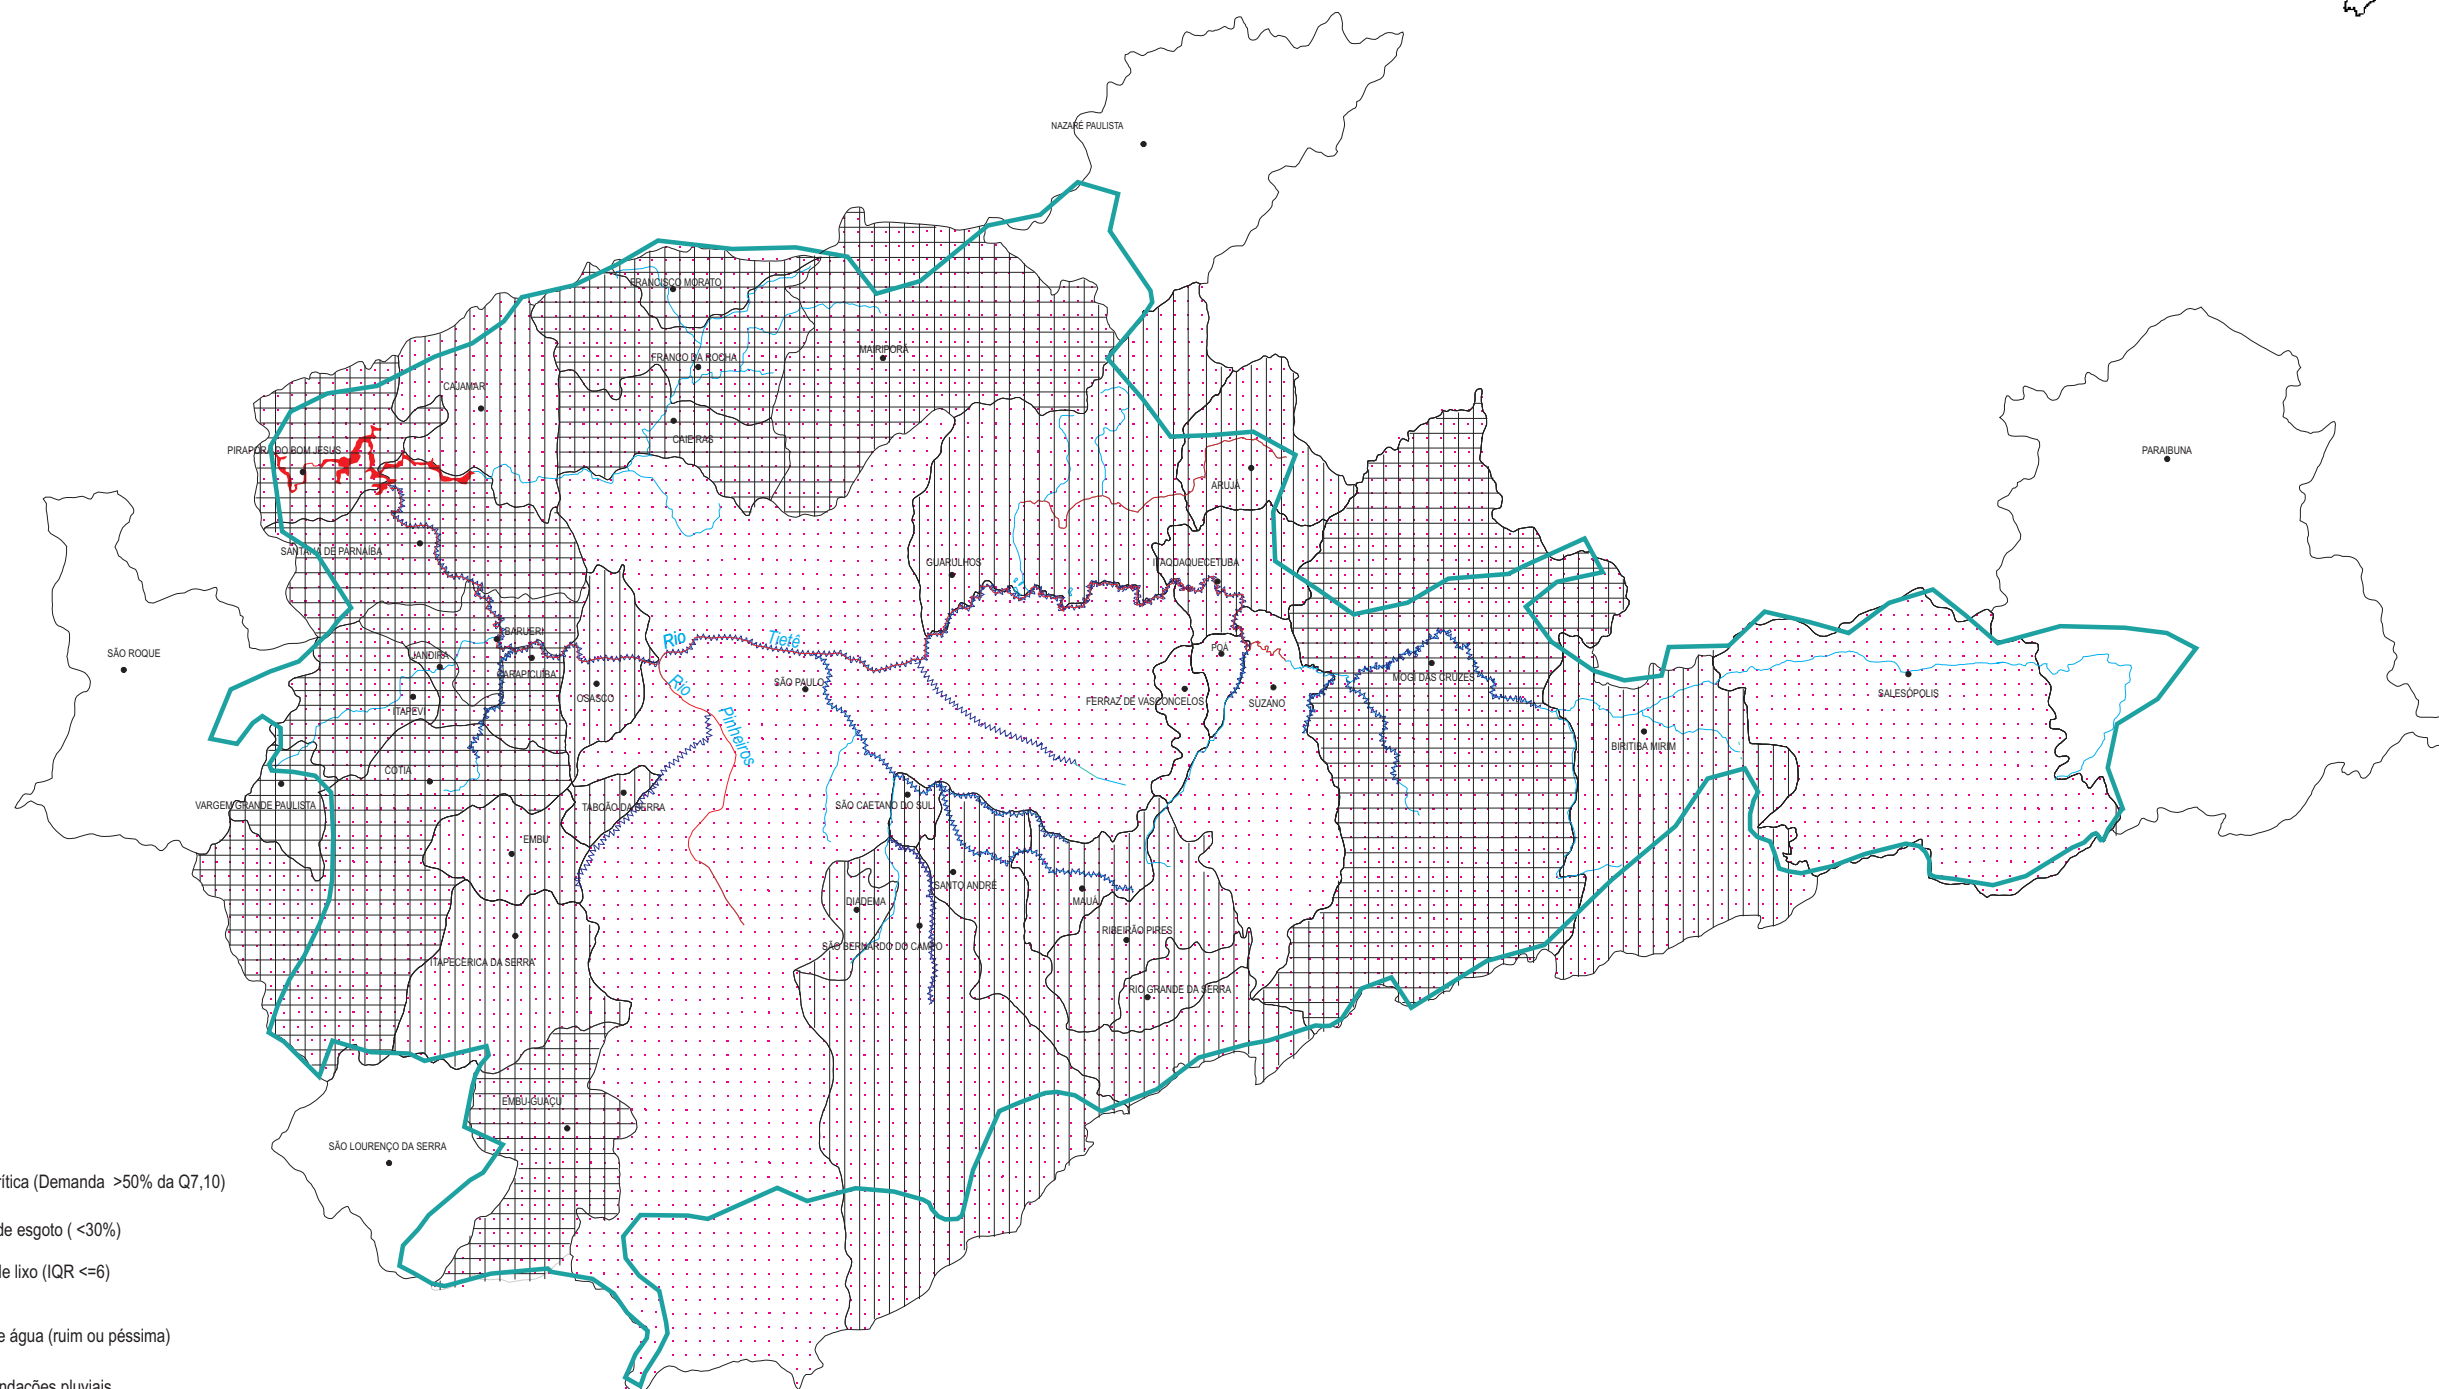 NAZARÉ PAULISTA
FRANCISCO MORATO
FRANCO DA ROCHA
MAIRIPORÃ
CAJAMAR
CAIEIRAS
PIRAPORA DO BOM JESUS
PARAIBUNA
ARUJÁ
SANTANA DE PARNAÍBA
GUARULHOS
ITAQUAQUECETUBA
BARUERI
Rio
Tietê
SÃO ROQUE
JANDIRA
POÁ
CARAPICUÍBA
MOGI DAS CRUZES
Rio
Pinheiros
SÃO PAULO
OSASCO
ITAPEVI
FERRAZ DE VASCONCELOS
SUZANO
SALESÓPOLIS
BIRITIBA MIRIM
COTIA
VARGEM GRANDE PAULISTA
TABOÃO DA SERRA
SÃO CAETANO DO SUL
EMBU
SANTO ANDRÉ
DIADEMA
MAUÁ
RIBEIRÃO PIRES
SÃO BERNARDO DO CAMPO
ITAPECERICA DA SERRA
RIO GRANDE DA SERRA
EMBU-GUAÇU
SÃO LOURENÇO DA SERRA
ítica (Demanda >50% da Q7,10)
de esgoto ( <30%)
de lixo (IQR <=6)
e água (ruim ou péssima)
ndações pluviais